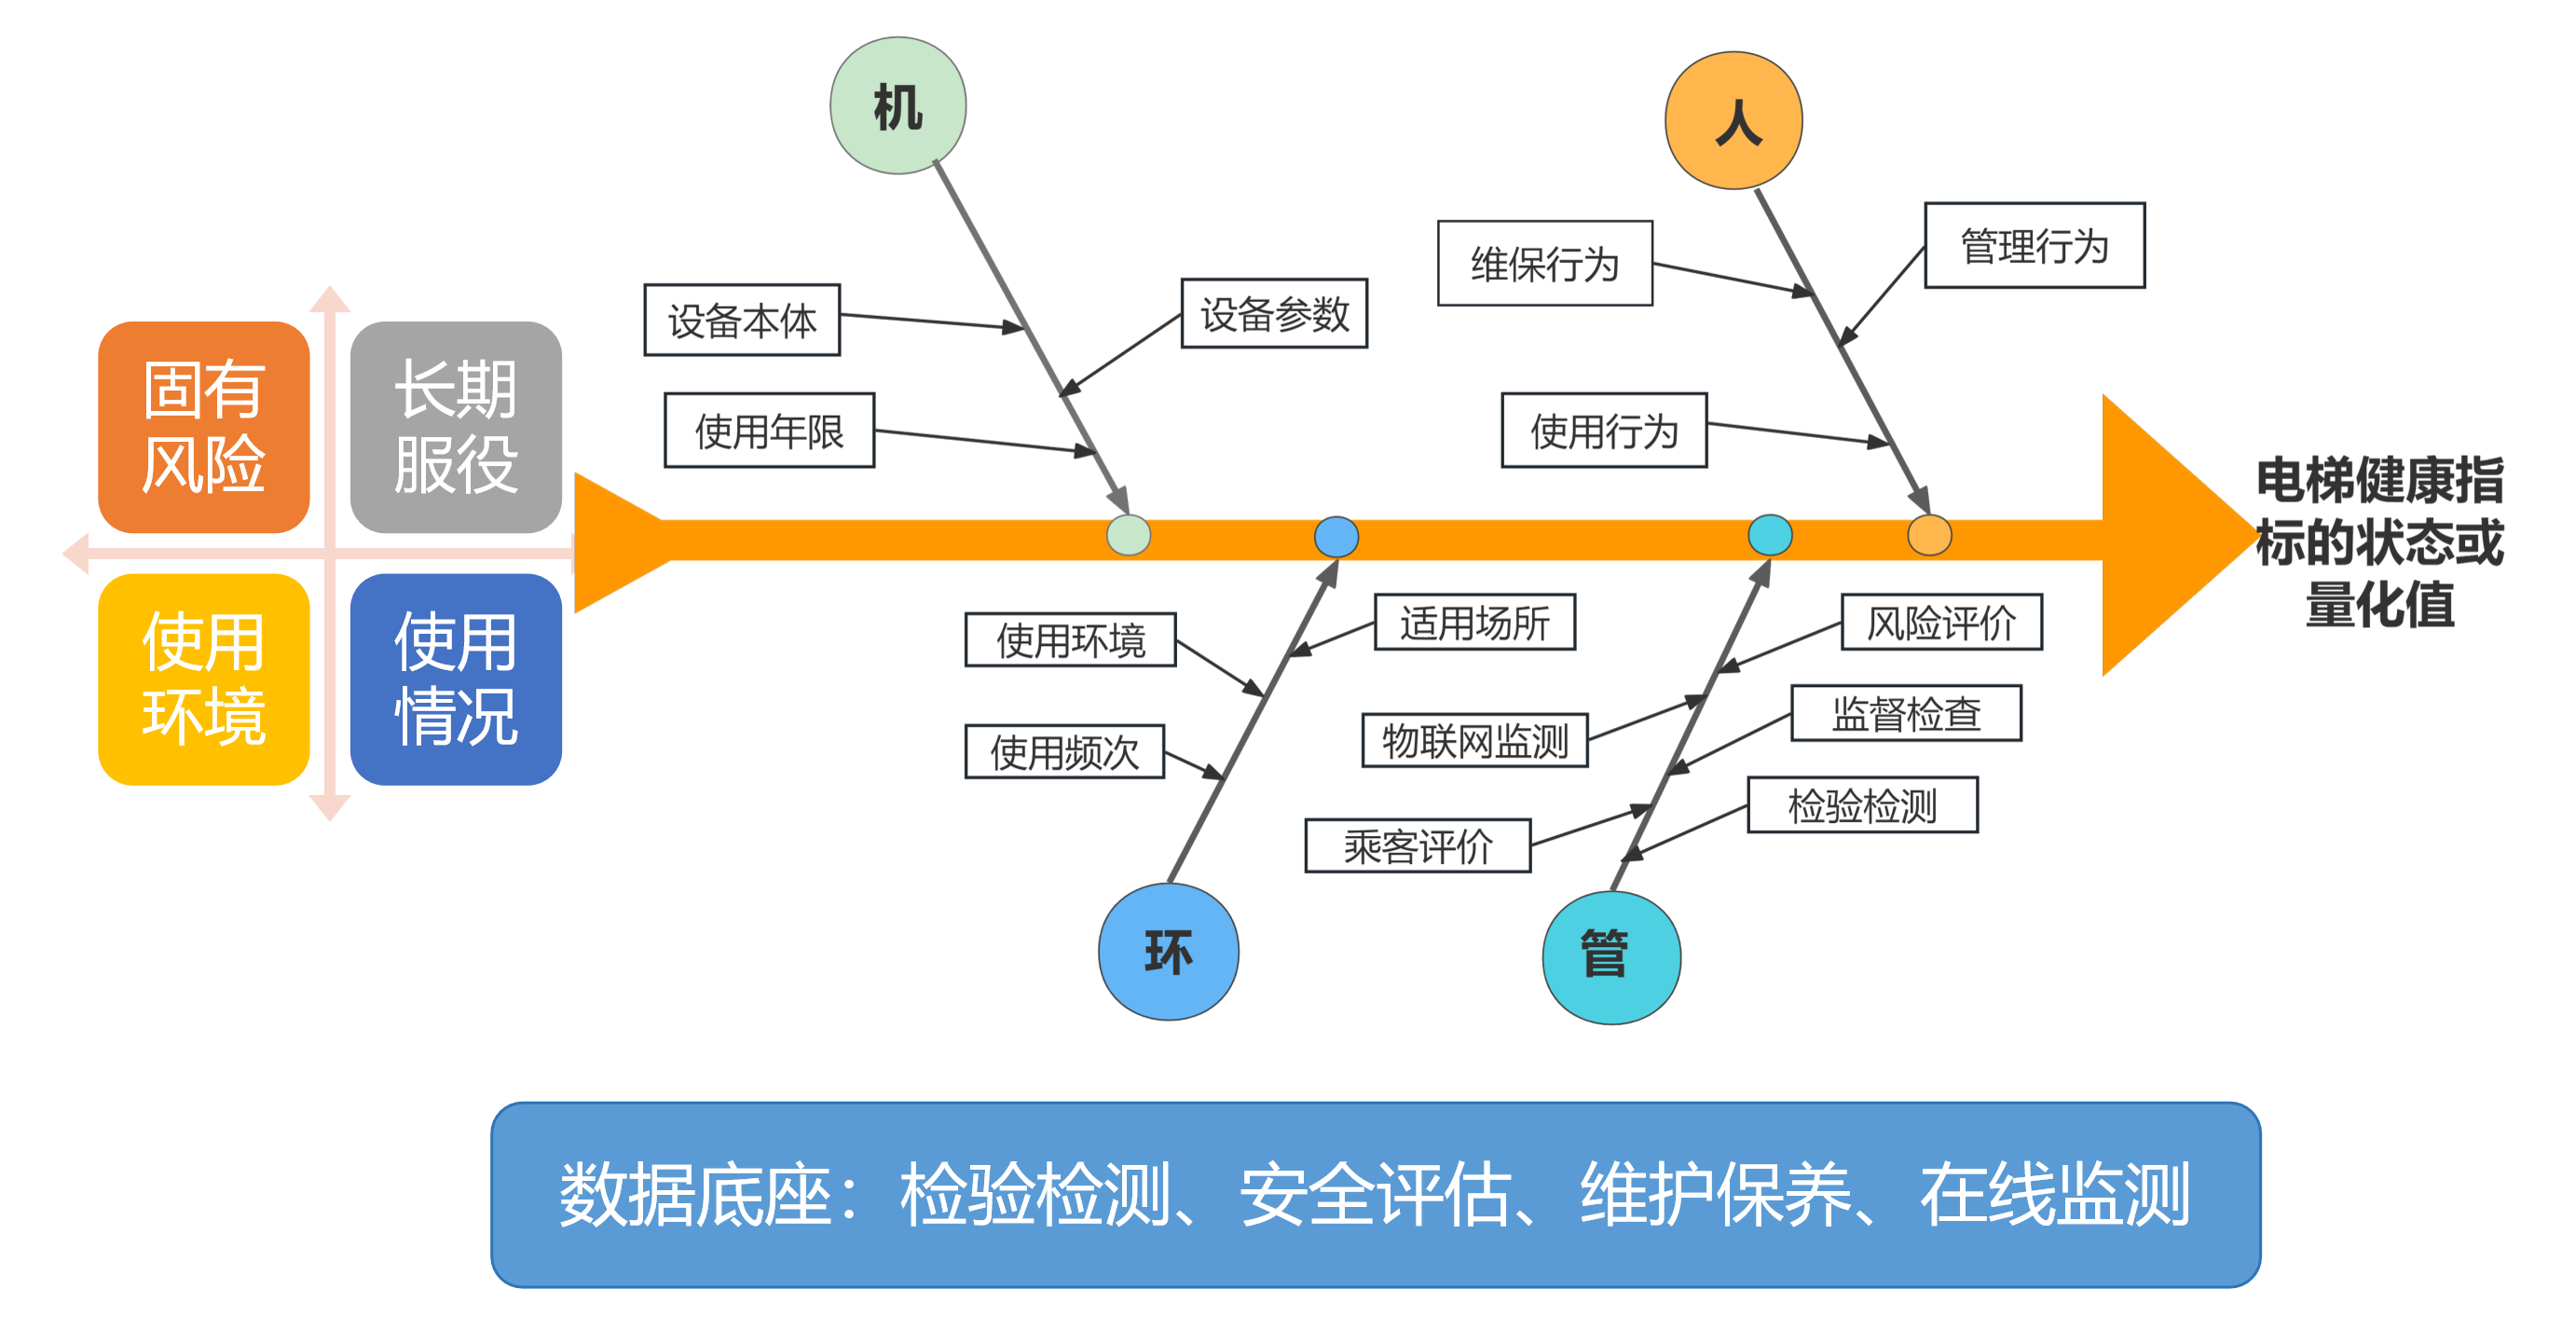 机
人
管理行为
维保行为
设备本体
设备参数
固有
风险
长期
服役
使用年限
使用行为
电梯健康指
标的状态或
量化值
使用
环境
使用
情况
使用环境
适用场所
风险评价
使用频次
物联网监测
监督检查
检验检测
乘客评价
环
管
数据底座：检验检测、安全评估、维护保养、在线监测